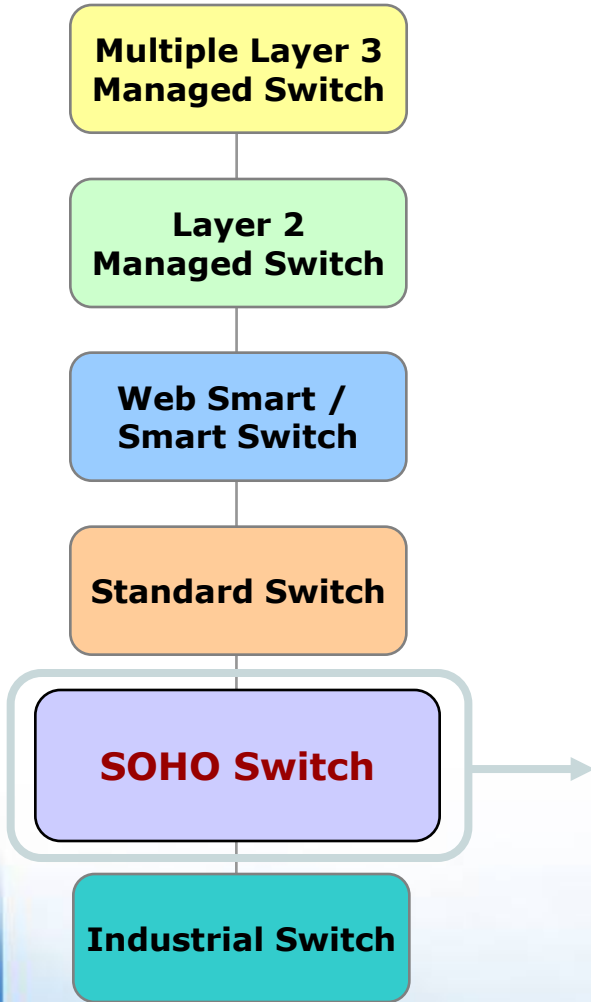 Multiple Layer 3
Managed Switch
Layer 2
Managed Switch
Web Smart /
Smart Switch
Standard Switch
SOHO Switch
Industrial Switch